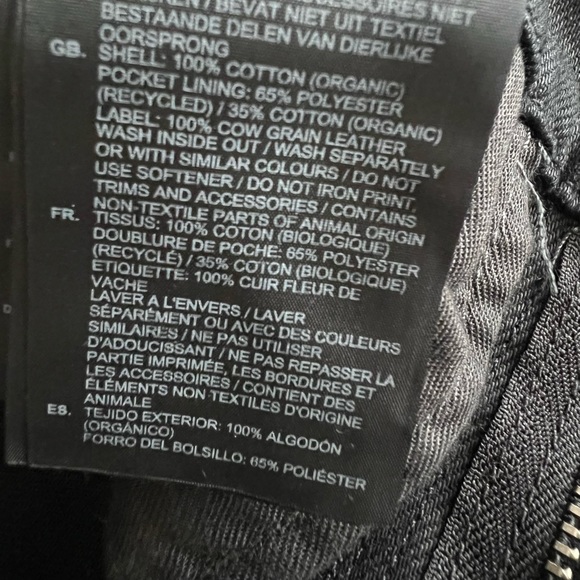 BEVAT NIET UIT TEXTIEL
BESTAANDE DELEN VAN DIERLIJKE
OORSPRONG
GB. SHELL: 100% COTTON (ORGANIC)
POCKET LINING: 65% POLYESTER
(RECYCLED) / 35% COTTON (ORGANIC)
LABEL: 100% COW GRAIN LEATHER
WASH INSIDE OUT / WASH SEPARATELY
OR WITH SIMILAR COLOURS / DO NOT
USE SOFTENER / DO NOT IRON PRINT,
TRIMS AND ACCESSORIES / CONTAINS
NON-TEXTILE PARTS OF ANIMAL ORIGIN
FR. TISSUS: 100% COTON (BIOLOGIQUE)
DOUBLURE DE POCHE: 65% POLYESTER
(RECYCLÉ) / 35% COTON (BIOLOGIQUE)
ETIQUETTE: 100% CUIR FLEUR DE
VACHE
LAVER A L'ENVERS / LAVER
SÉPARÉMENT OU AVEC DES COULEURS
SIMILAIRES / NE PAS UTILISER
D'ADOUCISSANT / NE PAS REPASSER LA
PARTIE IMPRIMÉE, LES BORDURES ET
LES ACCESSOIRES / CONTIENT DES
ÉLÉMENTS NON-TEXTILES D'ORIGINE
ANIMALE
ES. TEJIDO EXTERIOR: 100% ALGODÓN
(ORGÁNICO)
FORRO DEL BOLSILLO: 65% POLIÉSTER